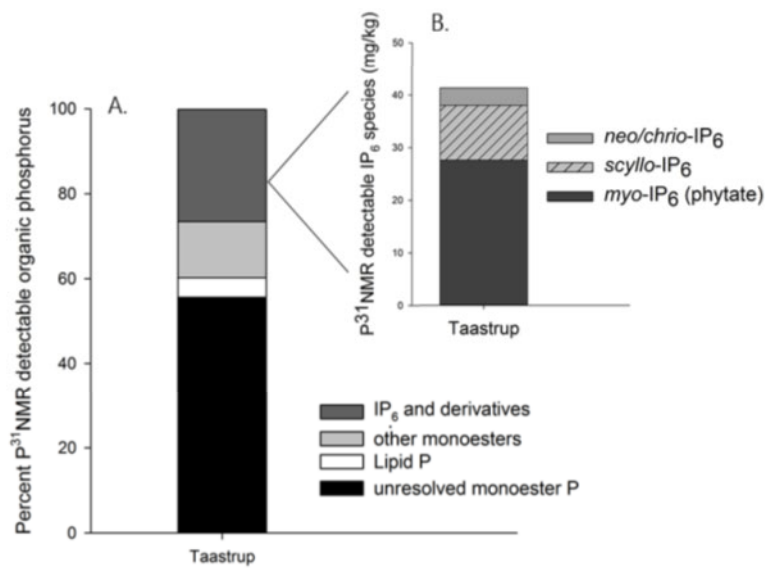 A.
Percent P³¹NMR detectable organic phosphorus
100
80
60
40
20
0
Taastrup
IP₆ and derivatives
other monoesters
Lipid P
unresolved monoester P
B.
P³¹NMR detectable IP₆ species (mg/kg)
50
40
30
20
10
0
Taastrup
neo/chrio-IP₆
scyllo-IP₆
myo-IP₆ (phytate)